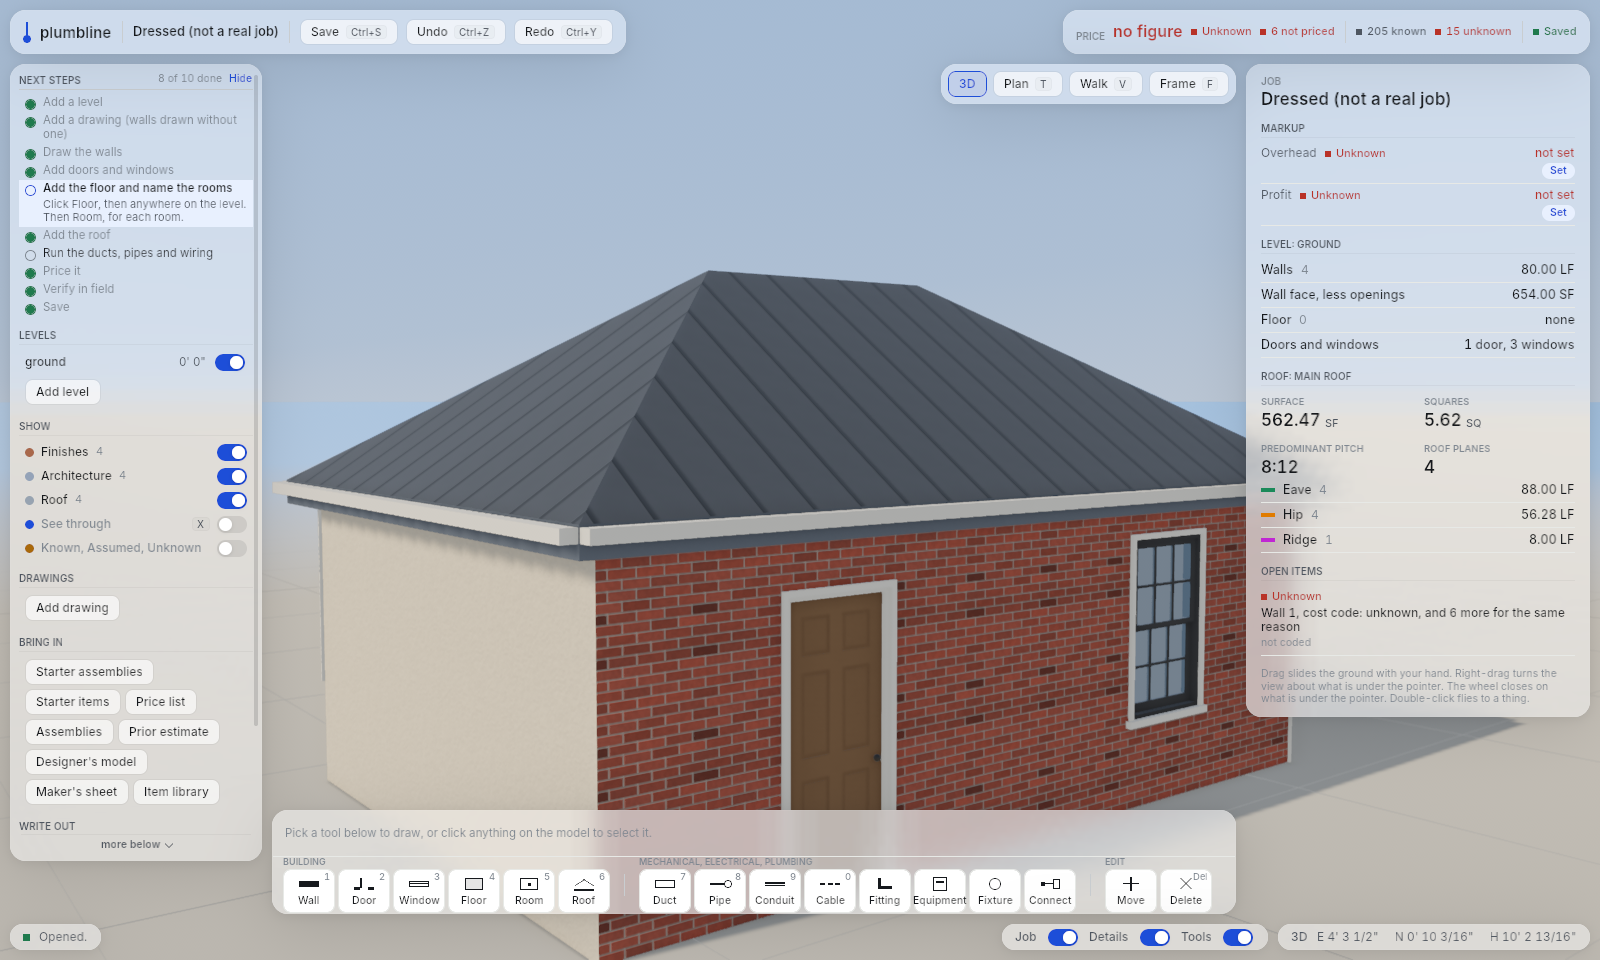 plumbline
Dressed (not a real job)
Save Ctrl+S
Undo Ctrl+Z
Redo Ctrl+Y
PRICE no figure Unknown 6 not priced 205 known 15 unknown Saved
NEXT STEPS 8 of 10 done Hide
Add a level
Add a drawing (walls drawn without
one)
Draw the walls
Add doors and windows
Add the floor and name the rooms
Click Floor, then anywhere on the level.
Then Room, for each room.
Add the roof
Run the ducts, pipes and wiring
Price it
Verify in field
Save
LEVELS
ground 0' 0"
Add level
SHOW
Finishes 4
Architecture 4
Roof 4
See through X
Known, Assumed, Unknown
DRAWINGS
Add drawing
BRING IN
Starter assemblies
Starter items Price list
Assemblies Prior estimate
Designer's model
Maker's sheet Item library
WRITE OUT
more below
Opened.
3D Plan T Walk V Frame F
JOB
Dressed (not a real job)
MARKUP
Overhead Unknown not set
Set
Profit Unknown not set
Set
LEVEL: GROUND
Walls 4 80.00 LF
Wall face, less openings 654.00 SF
Floor 0 none
Doors and windows 1 door, 3 windows
ROOF: MAIN ROOF
SURFACE SQUARES
562.47 SF 5.62 SQ
PREDOMINANT PITCH ROOF PLANES
8:12 4
Eave 4 88.00 LF
Hip 4 56.28 LF
Ridge 1 8.00 LF
OPEN ITEMS
Unknown
Wall 1, cost code: unknown, and 6 more for the same
reason
not coded
Drag slides the ground with your hand. Right-drag turns the
view about what is under the pointer. The wheel closes on
what is under the pointer. Double-click flies to a thing.
Pick a tool below to draw, or click anything on the model to select it.
BUILDING MECHANICAL, ELECTRICAL, PLUMBING EDIT
1 2 3 4 5 6 7 8 9 0 Del
Wall Door Window Floor Room Roof Duct Pipe Conduit Cable Fitting Equipment Fixture Connect Move Delete
Job Details Tools
3D E 4' 3 1/2" N 0' 10 3/16" H 10' 2 13/16"